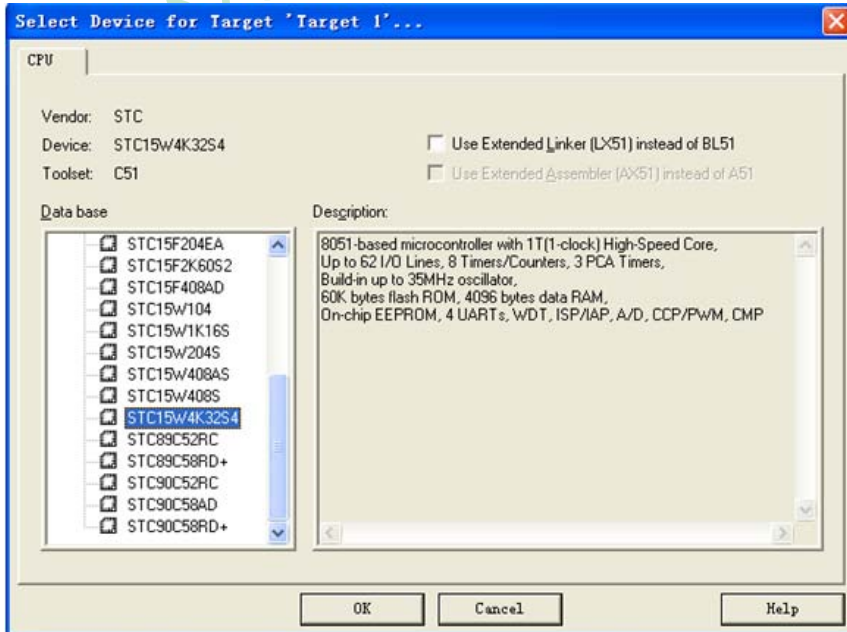 Select Device for Target 'Target 1'...
CPU
Vendor: STC
Device: STC15W4K32S4
Toolset: C51
Use Extended Linker (LX51) instead of BL51
Use Extended Assembler (AX51) instead of A51
Data base
STC15F204EA
STC15F2K60S2
STC15F408AD
STC15W104
STC15W1K16S
STC15W204S
STC15W408AS
STC15W408S
STC15W4K32S4
STC89C52RC
STC89C58RD+
STC90C52RC
STC90C58AD
STC90C58RD+
Description:
8051-based microcontroller with 1T(1-clock) High-Speed Core,
Up to 62 I/O Lines, 8 Timers/Counters, 3 PCA Timers,
Build-in up to 35MHz oscillator,
60K bytes flash ROM, 4096 bytes data RAM,
On-chip EEPROM, 4 UARTs, WDT, ISP/IAP, A/D, CCP/PWM, CMP
OK
Cancel
Help